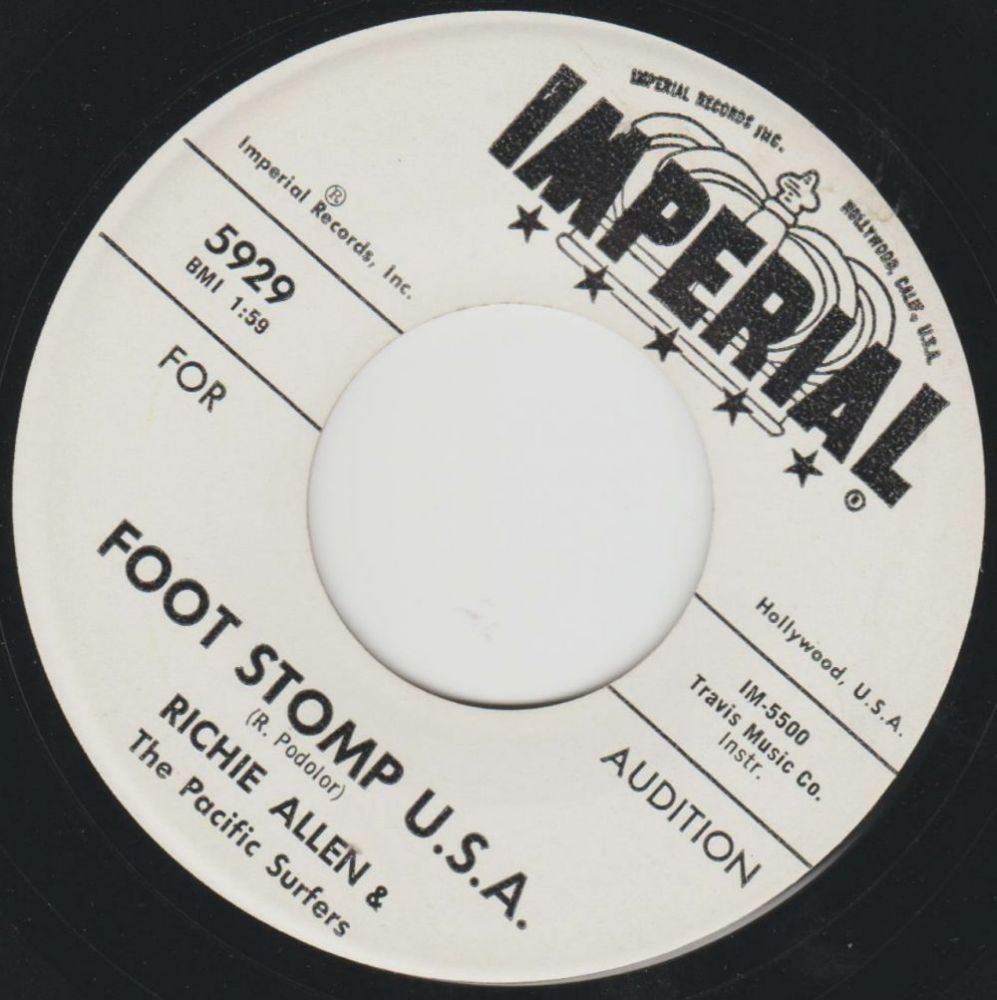 IMPERIAL RECORDS INC.
HOLLYWOOD, CALIF., U.S.A.
IMPERIAL
®
®
Imperial Records, Inc.
Hollywood, U.S.A.
5929
BMI 1:59
IM-5500
Travis Music Co.
Instr.
FOR
AUDITION
FOOT STOMP U.S.A.
(R. Podolor)
RICHIE ALLEN &
The Pacific Surfers